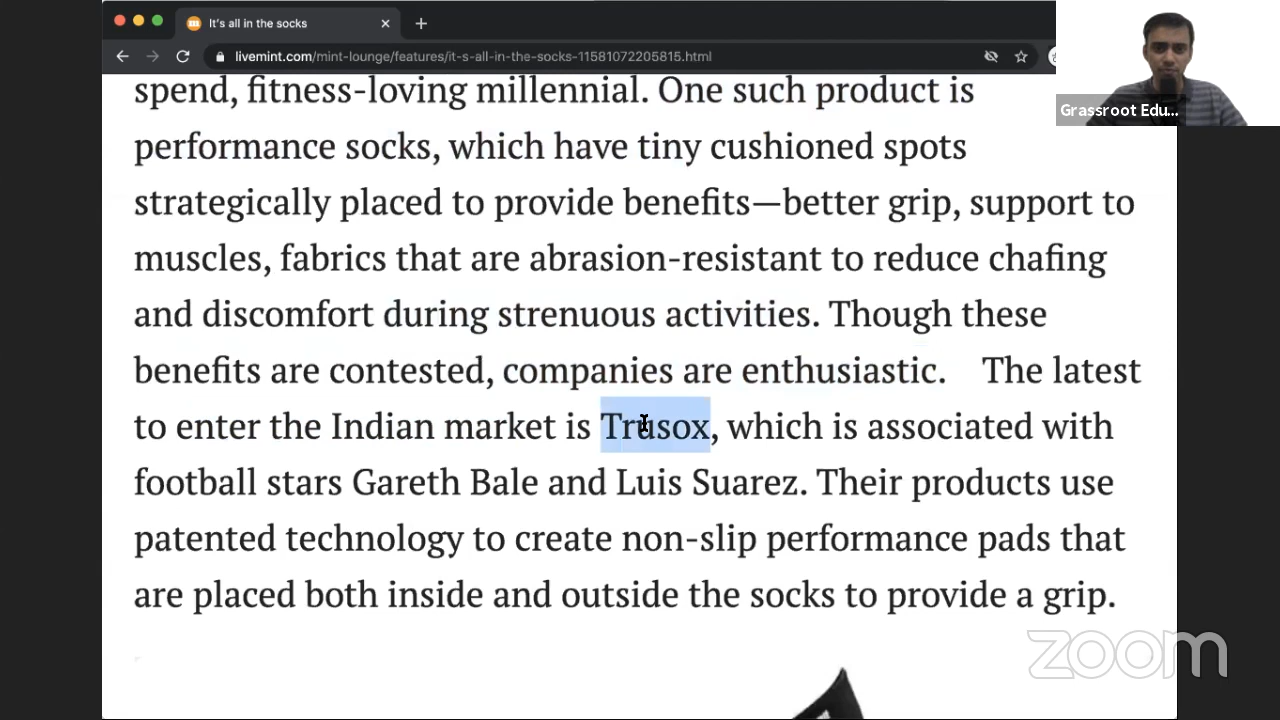 It's all in the socks
livemint.com/mint-lounge/features/it-s-all-in-the-socks-11581072205815.html
Grassroot Edu...
spend, fitness-loving millennial. One such product is
performance socks, which have tiny cushioned spots
strategically placed to provide benefits—better grip, support to
muscles, fabrics that are abrasion-resistant to reduce chafing
and discomfort during strenuous activities. Though these
benefits are contested, companies are enthusiastic. The latest
to enter the Indian market is Trusox, which is associated with
football stars Gareth Bale and Luis Suarez. Their products use
patented technology to create non-slip performance pads that
are placed both inside and outside the socks to provide a grip.
zoom